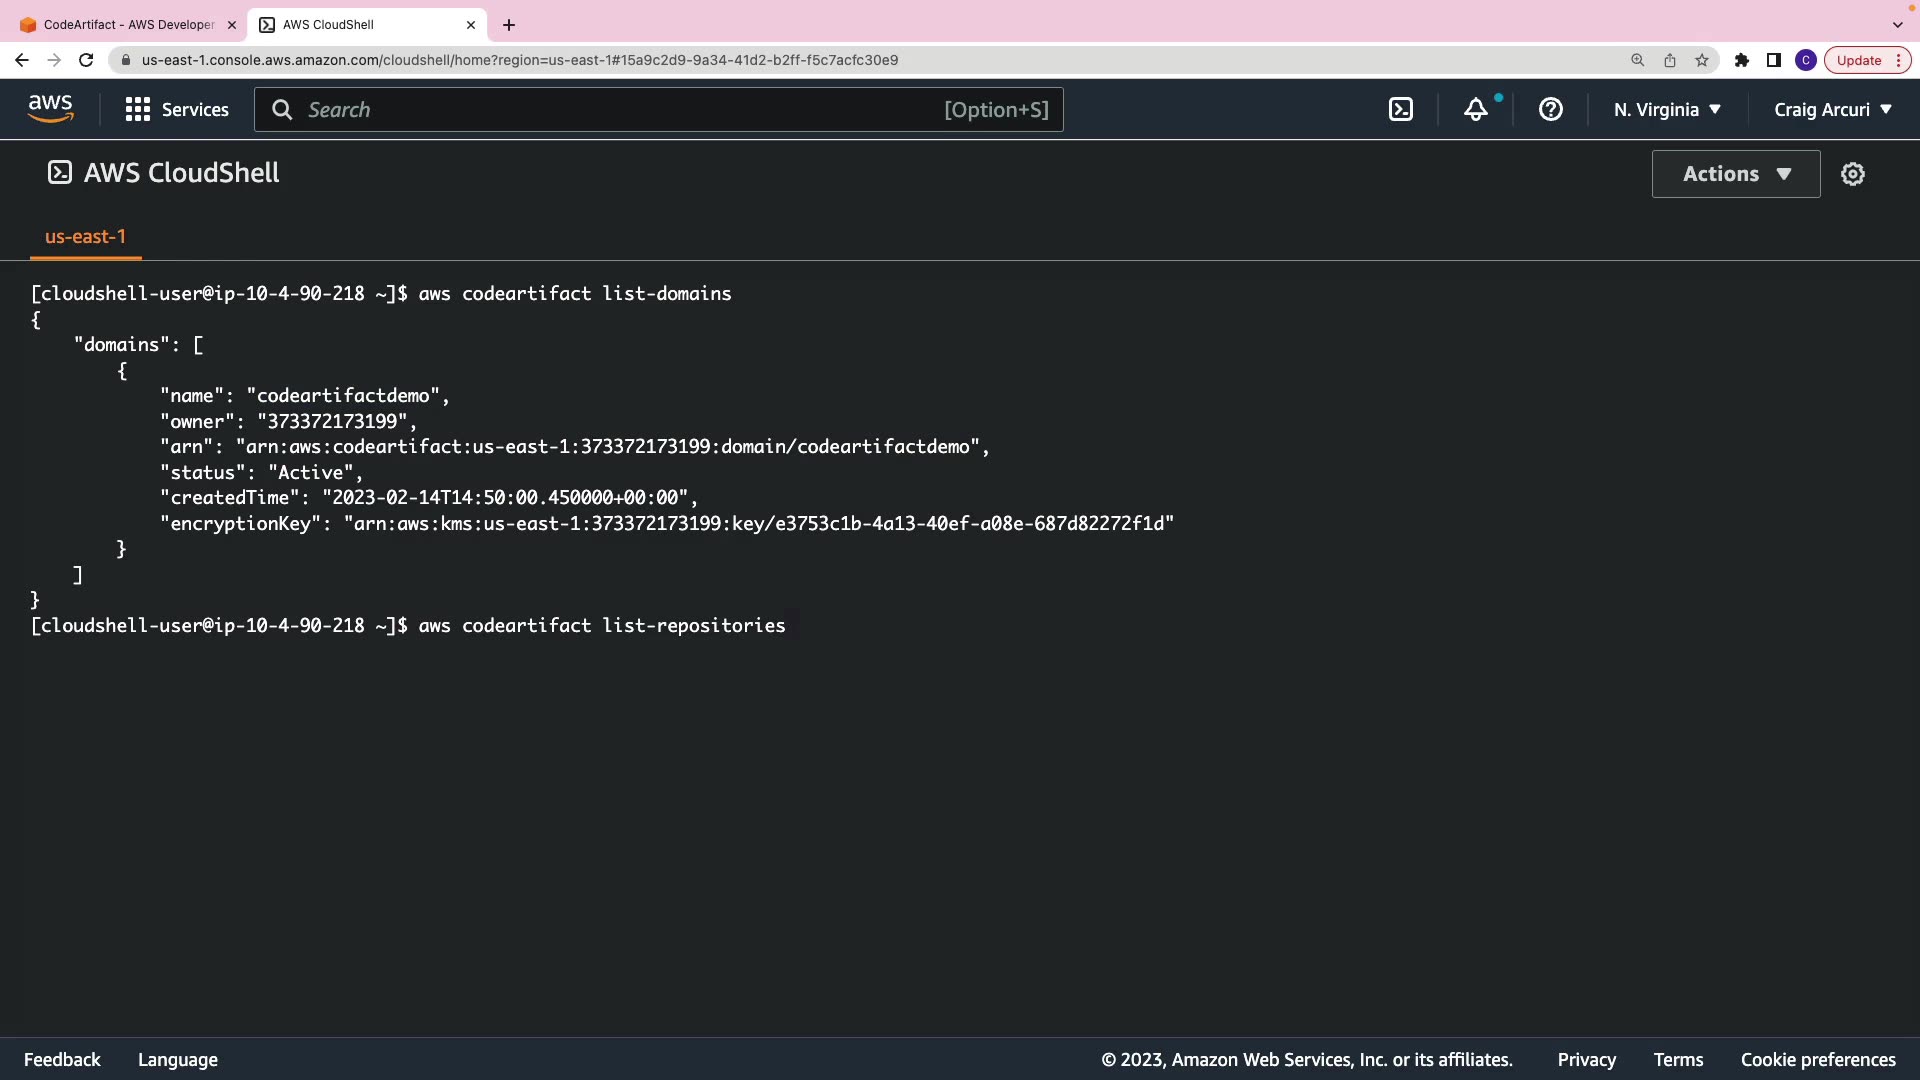 CodeArtifact - AWS Developer
AWS CloudShell
us-east-1.console.aws.amazon.com/cloudshell/home?region=us-east-1#15a9c2d9-9a34-41d2-b2ff-f5c7acfc30e9
C
Update
aws
Services
Search
[Option+S]
N. Virginia
Craig Arcuri
AWS CloudShell
Actions
us-east-1
[cloudshell-user@ip-10-4-90-218 ~]$ aws codeartifact list-domains
{
    "domains": [
        {
            "name": "codeartifactdemo",
            "owner": "373372173199",
            "arn": "arn:aws:codeartifact:us-east-1:373372173199:domain/codeartifactdemo",
            "status": "Active",
            "createdTime": "2023-02-14T14:50:00.450000+00:00",
            "encryptionKey": "arn:aws:kms:us-east-1:373372173199:key/e3753c1b-4a13-40ef-a08e-687d82272f1d"
        }
    ]
}
[cloudshell-user@ip-10-4-90-218 ~]$ aws codeartifact list-repositories
Feedback
Language
© 2023, Amazon Web Services, Inc. or its affiliates.
Privacy
Terms
Cookie preferences